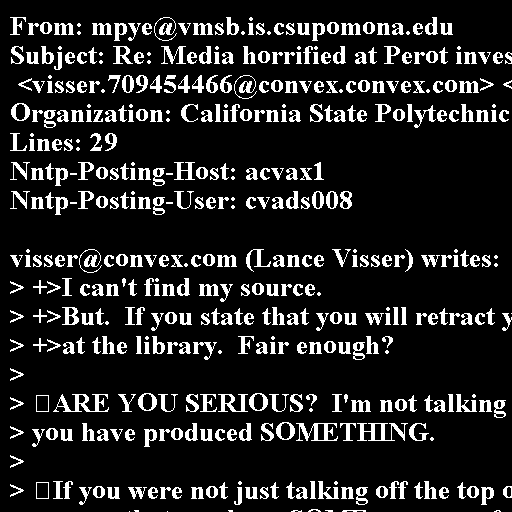 From: mpye@vmsb.is.csupomona.edu
Subject: Re: Media horrified at Perot inves
<visser.709454466@convex.convex.com> <
Organization: California State Polytechnic
Lines: 29
Nntp-Posting-Host: acvax1
Nntp-Posting-User: cvads008

visser@convex.com (Lance Visser) writes:
> +>I can't find my source.
> +>But.  If you state that you will retract y
> +>at the library.  Fair enough?
>
> ARE YOU SERIOUS?  I'm not talking
> you have produced SOMETHING.
>
> If you were not just talking off the top o